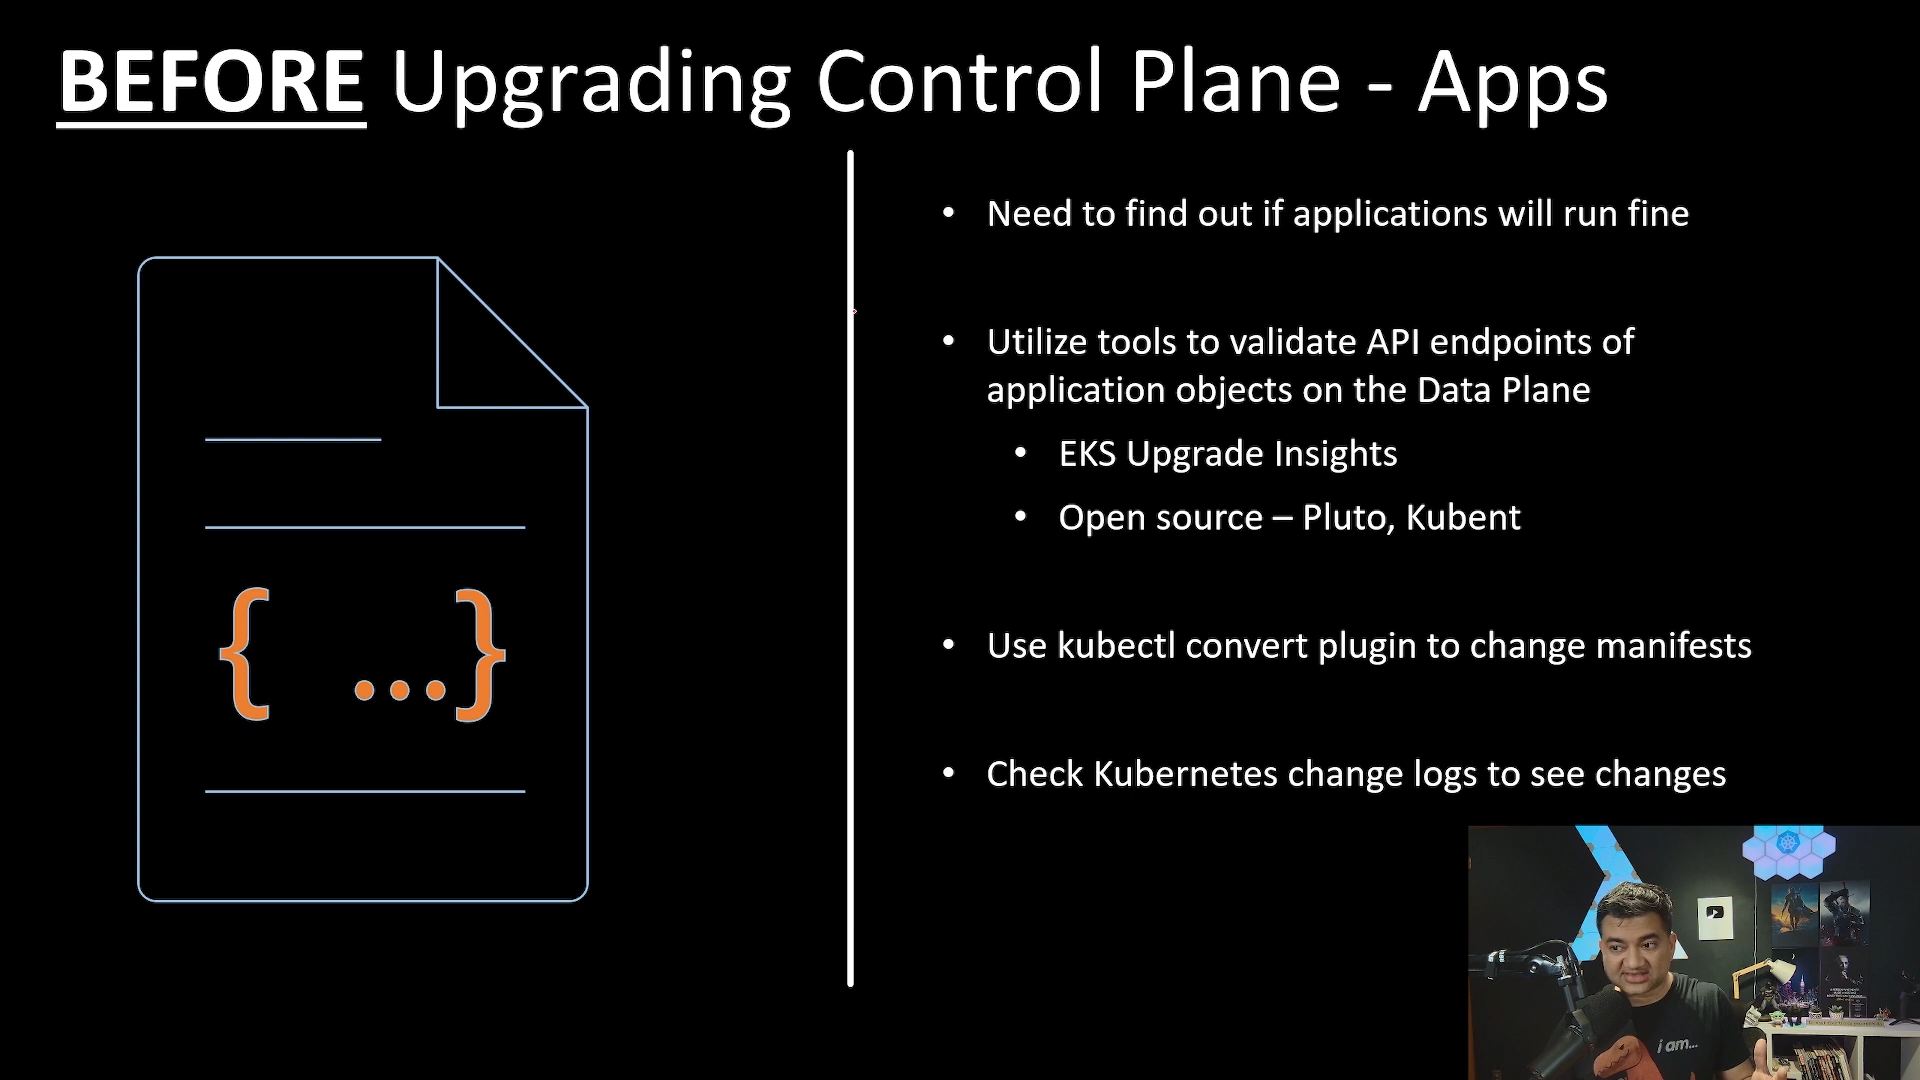 BEFORE Upgrading Control Plane - Apps
• Need to find out if applications will run fine
• Utilize tools to validate API endpoints of
application objects on the Data Plane
• EKS Upgrade Insights
• Open source – Pluto, Kubent
• Use kubectl convert plugin to change manifests
• Check Kubernetes change logs to see changes
{ ...}
i am...